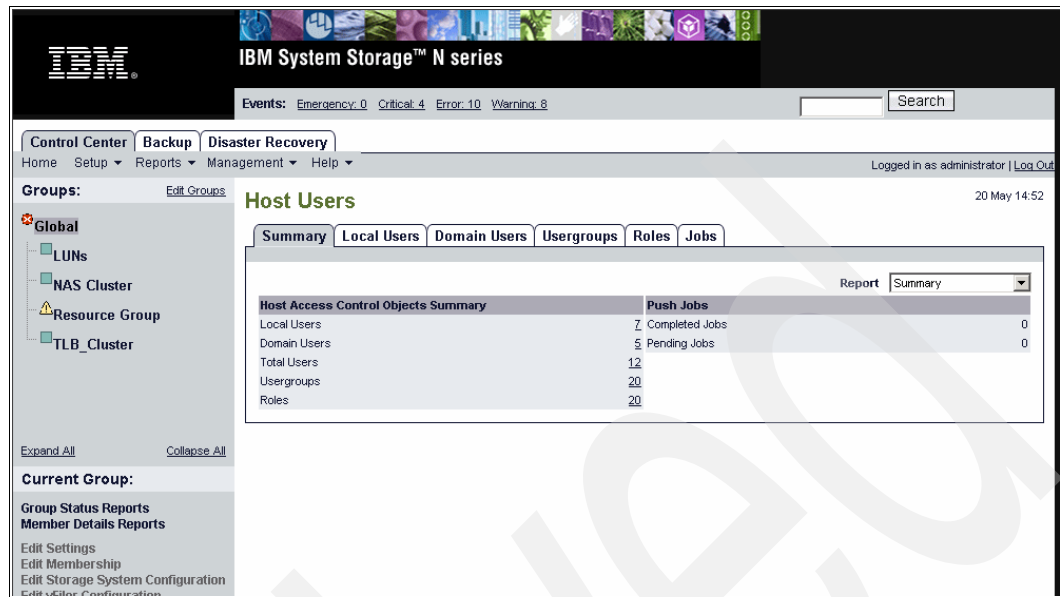 IBM®
IBM System Storage™ N series
Events: Emergency: 0 Critical: 4 Error: 10 Warning: 8
Search
Control Center Backup Disaster Recovery
Home Setup Reports Management Help
Logged in as administrator | Log Out
Groups: Edit Groups
Global
LUNs
NAS Cluster
Resource Group
TLB_Cluster
Expand All Collapse All
Current Group:
Group Status Reports
Member Details Reports
Edit Settings
Edit Membership
Edit Storage System Configuration
Edit vFiler Configuration
Host Users
20 May 14:52
Summary Local Users Domain Users Usergroups Roles Jobs
Report Summary
Host Access Control Objects Summary Push Jobs
Local Users 7 Completed Jobs 0
Domain Users 5 Pending Jobs 0
Total Users 12
Usergroups 20
Roles 20